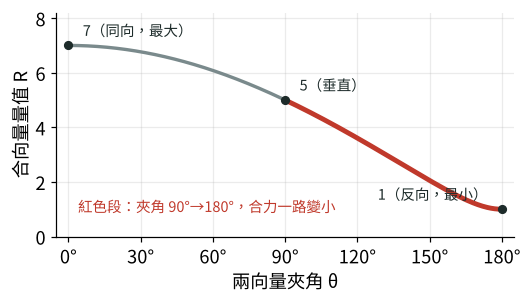 8
7（同向，最大）
6
5（垂直）
4
2
1（反向，最小）
紅色段：夾角 90°→180°，合力一路變小
0
合向量量值 R
0° 30° 60° 90° 120° 150° 180°
兩向量夾角 θ